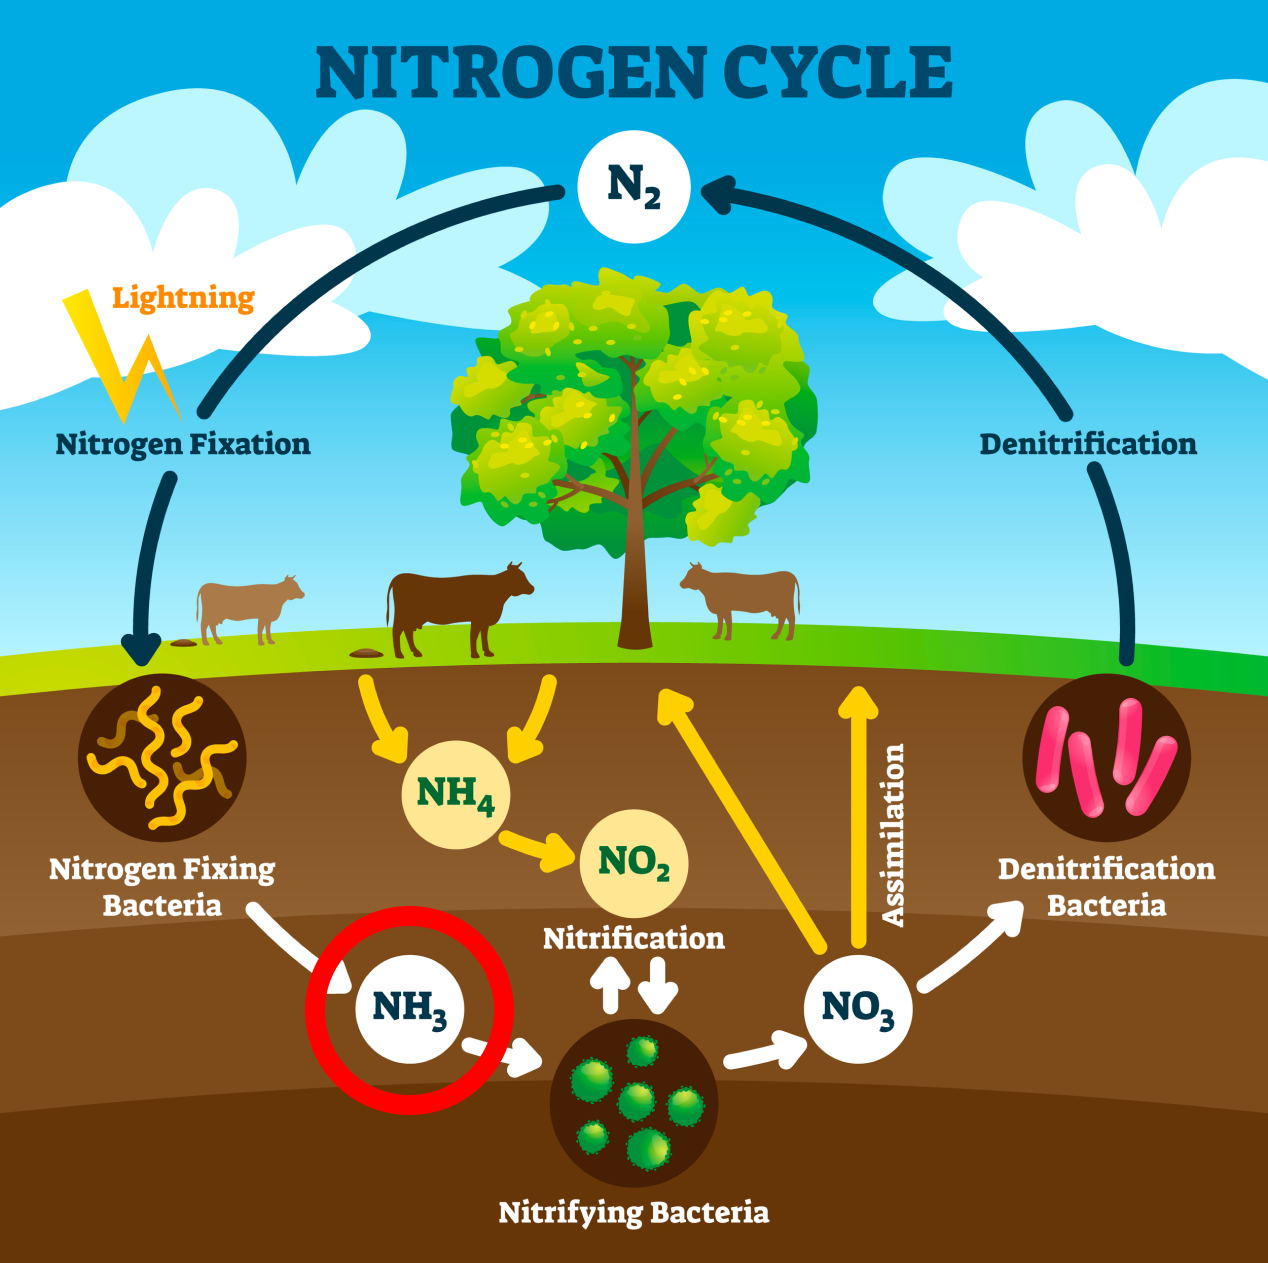 NITROGEN CYCLE
N₂
Lightning
Nitrogen Fixation
Denitrification
NH₄
NO₂
Assimilation
Nitrogen Fixing
Bacteria
Denitrification
Bacteria
Nitrification
NH₃
NO₃
Nitrifying Bacteria